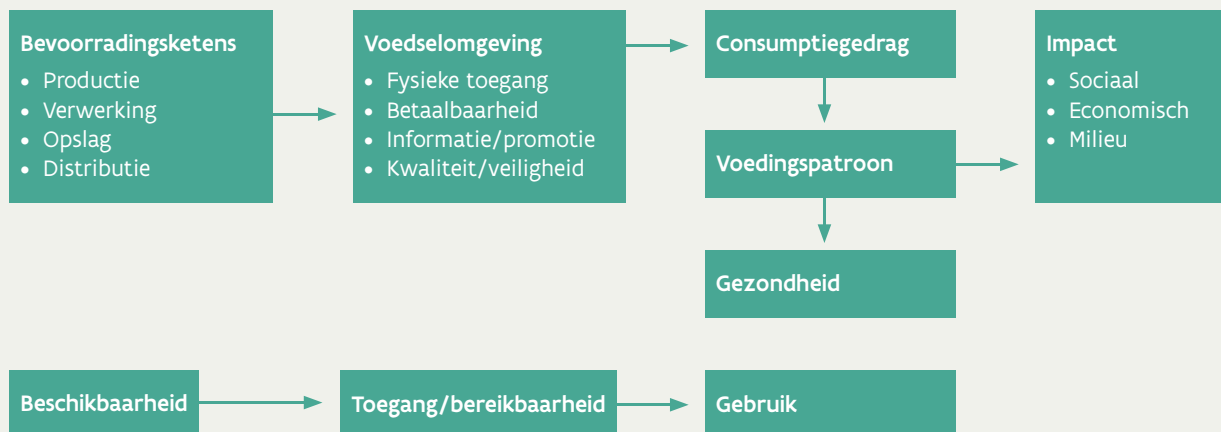 Bevoorradingsketens
• Productie
• Verwerking
• Opslag
• Distributie
Voedselomgeving
• Fysieke toegang
• Betaalbaarheid
• Informatie/promotie
• Kwaliteit/veiligheid
Consumptiegedrag
Voedingspatroon
Gezondheid
Impact
• Sociaal
• Economisch
• Milieu
Beschikbaarheid
Toegang/bereikbaarheid
Gebruik